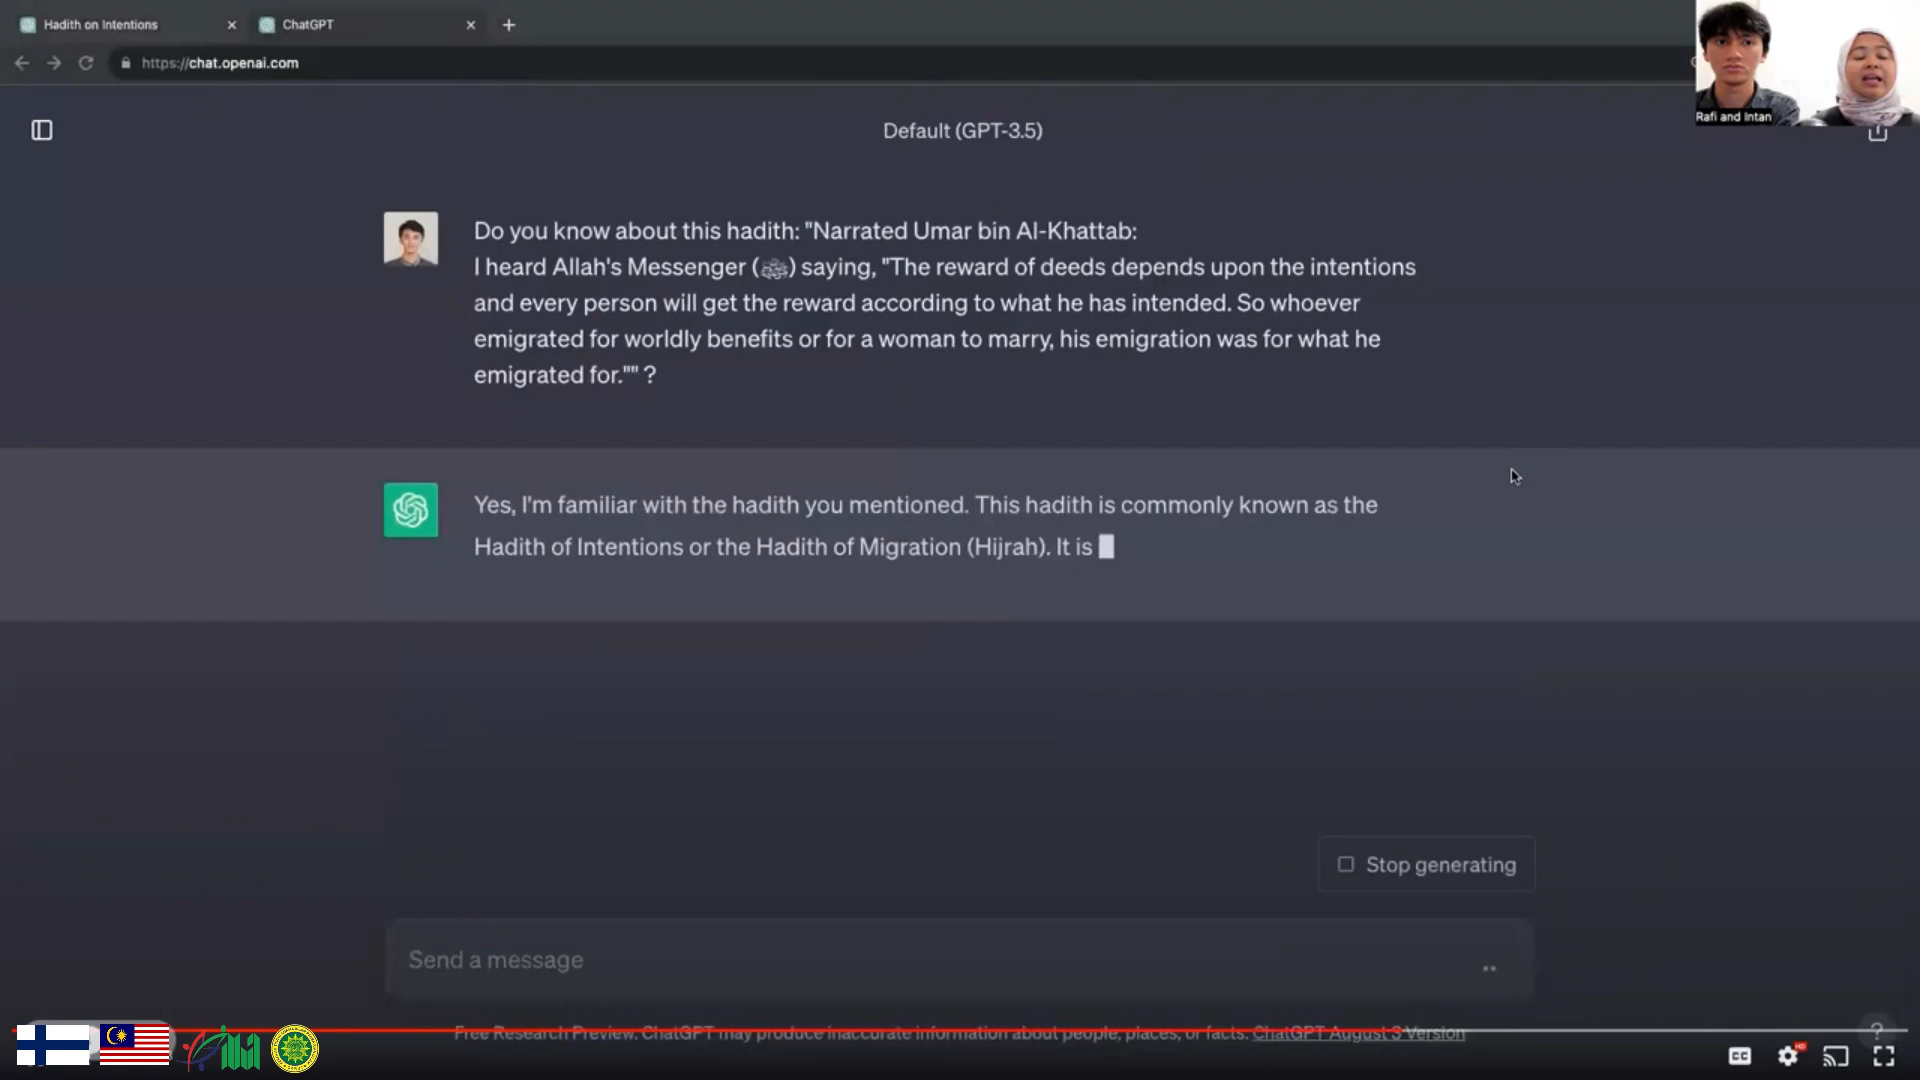 Hadith on Intentions
ChatGPT
https://chat.openai.com
Rafi and Intan
Default (GPT-3.5)
Do you know about this hadith: "Narrated Umar bin Al-Khattab:
I heard Allah's Messenger (ﷺ) saying, "The reward of deeds depends upon the intentions
and every person will get the reward according to what he has intended. So whoever
emigrated for worldly benefits or for a woman to marry, his emigration was for what he
emigrated for."" ?
Yes, I'm familiar with the hadith you mentioned. This hadith is commonly known as the
Hadith of Intentions or the Hadith of Migration (Hijrah). It is
Stop generating
Send a message
Free Research Preview. ChatGPT may produce inaccurate information about people, places, or facts. ChatGPT August 3 Version
?
CC
HD